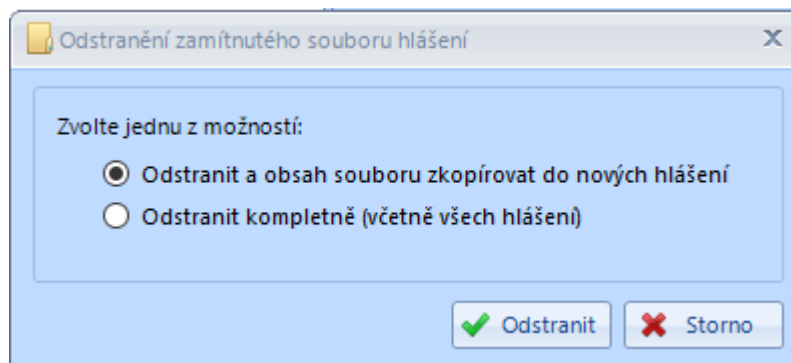 Odstranění zamítnutého souboru hlášení
Zvolte jednu z možností:
Odstranit a obsah souboru zkopírovat do nových hlášení
Odstranit kompletně (včetně všech hlášení)
Odstranit Storno